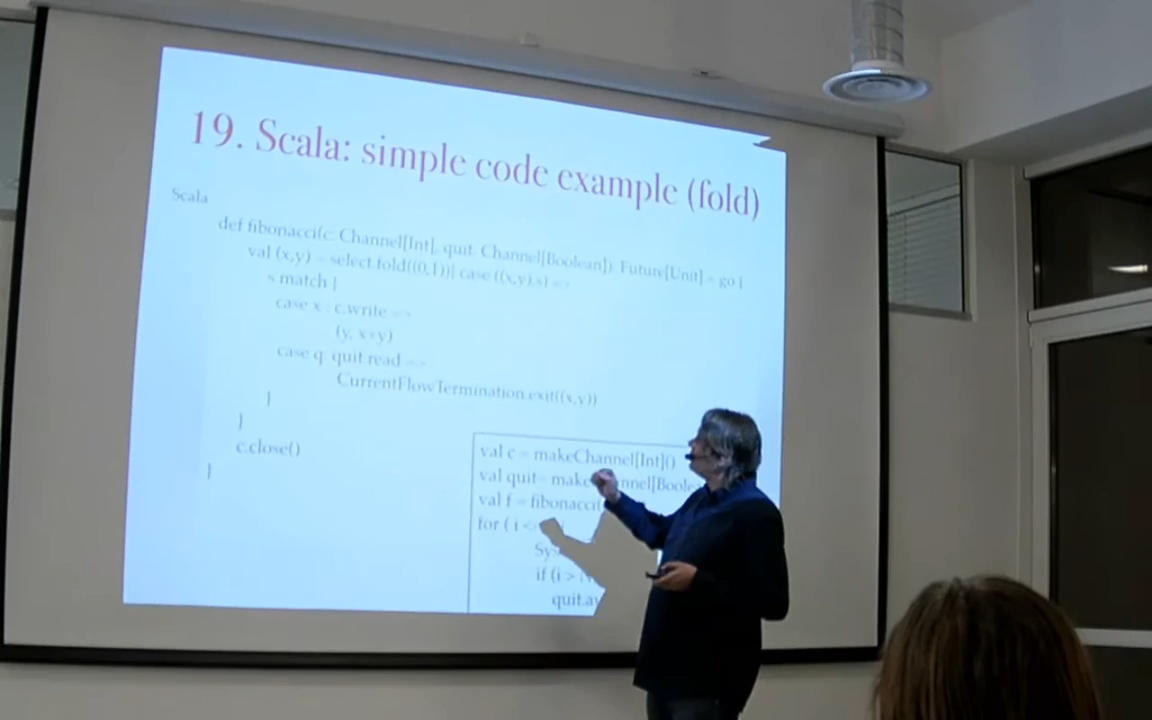 19. Scala: simple code example (fold)
Scala
def fibonacci(c: Channel[Int], quit: Channel[Boolean]): Future[Unit] = go {
val (x,y) = select.fold((0,1)){ case ((x,y),s) =>
s match {
case x : c.write =>
(y, x+y)
case q: quit.read =>
CurrentFlowTermination.exit((x,y))
}
}
c.close()
}
val c = makeChannel[Int]()
val quit =
val f = fibonacci(
for ( i <
if (i >